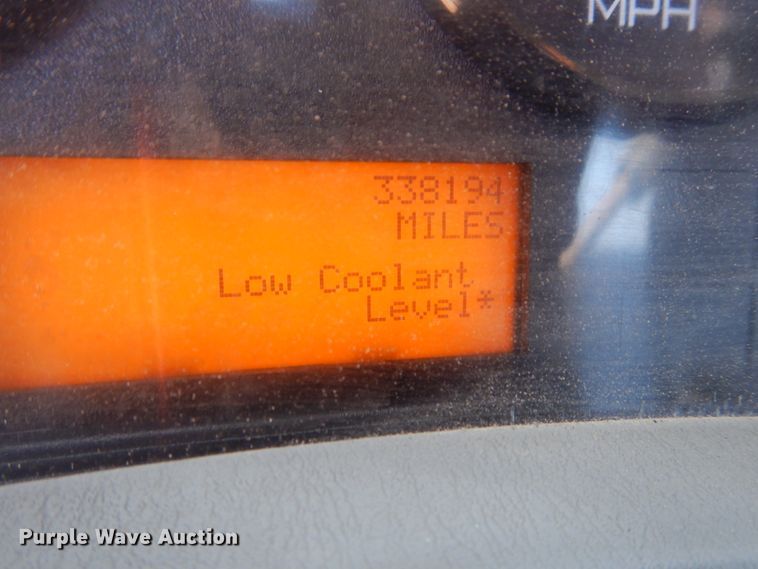 MPH
338194
MILES
Low Coolant
Level*
Purple Wave Auction